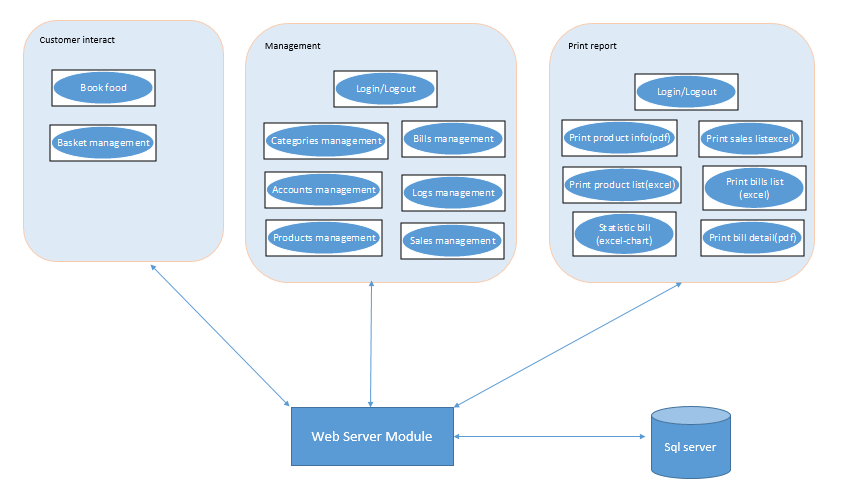 Customer interact
Book food
Basket management
Management
Login/Logout
Categories management
Bills management
Accounts management
Logs management
Products management
Sales management
Print report
Login/Logout
Print product info(pdf)
Print sales listexcel)
Print product list(excel)
Print bills list
(excel)
Statistic bill
(excel-chart)
Print bill detail(pdf)
Web Server Module
Sql server